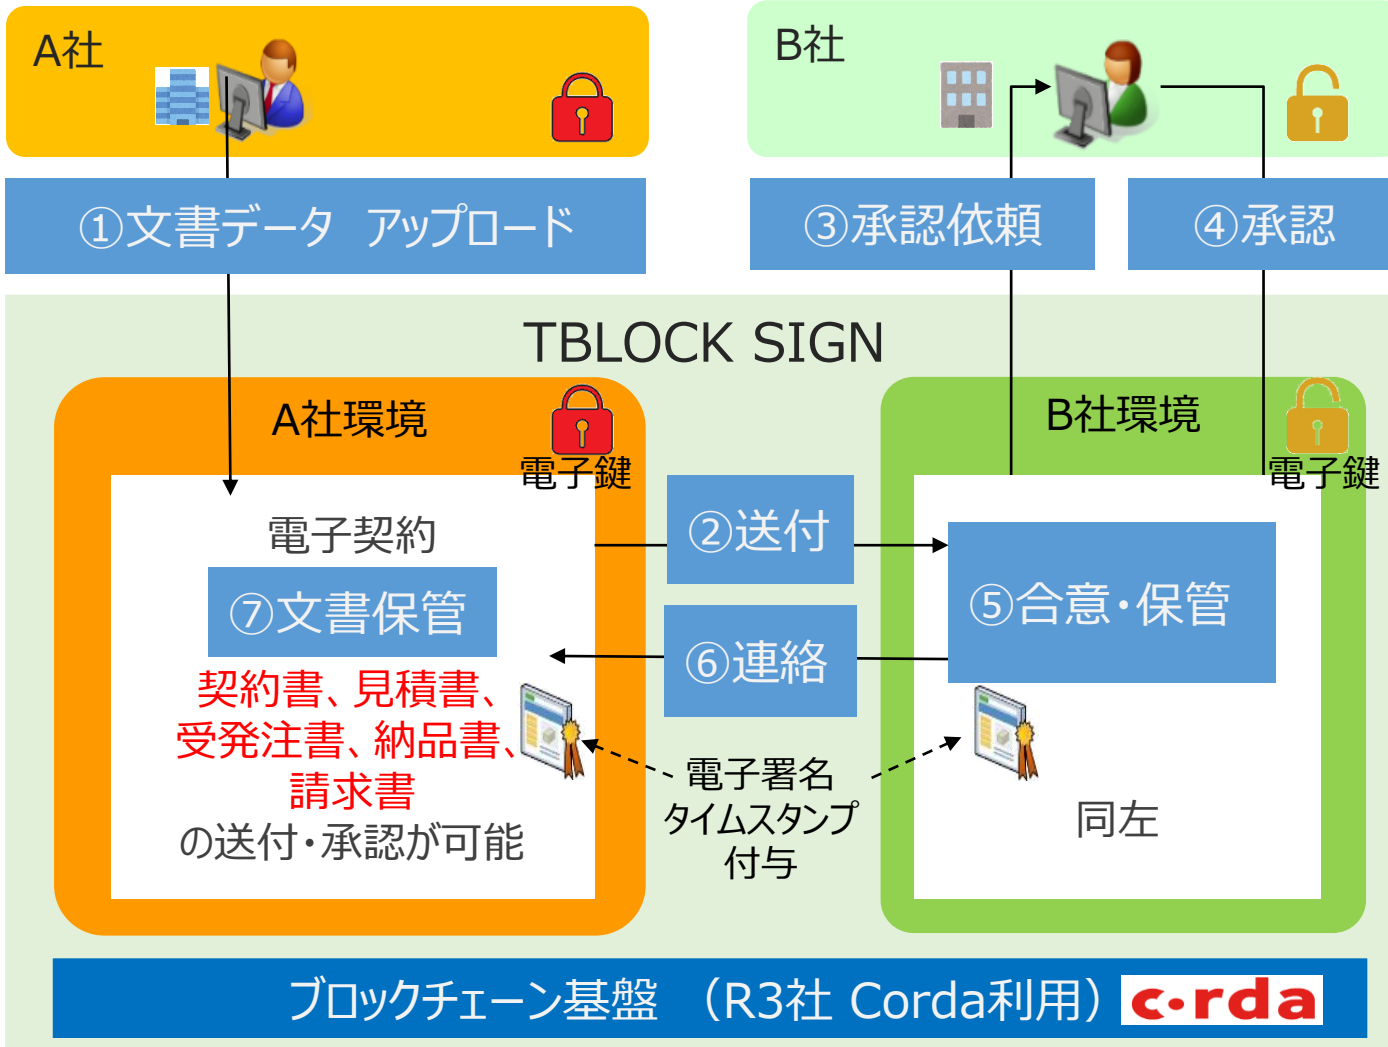 A社
B社
①文書データ　アップロード
③承認依頼
④承認
TBLOCK SIGN
A社環境
電子鍵
B社環境
電子鍵
電子契約
②送付
⑦文書保管
⑤合意・保管
⑥連絡
契約書、見積書、
受発注書、納品書、
請求書
の送付・承認が可能
電子署名
タイムスタンプ
付与
同左
ブロックチェーン基盤　（R3社 Corda利用）
c•rda